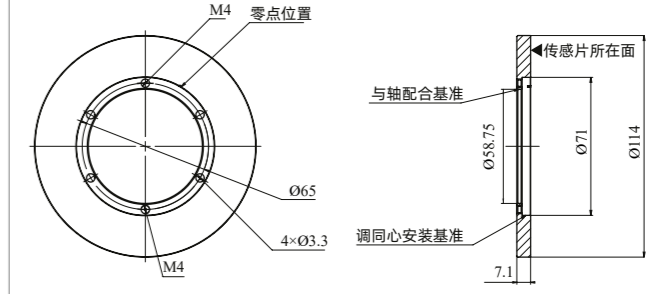 M4
零点位置
Ø65
4×Ø3.3
M4
传感片所在面
与轴配合基准
Ø58.75
Ø71
Ø114
调同心安装基准
7.1